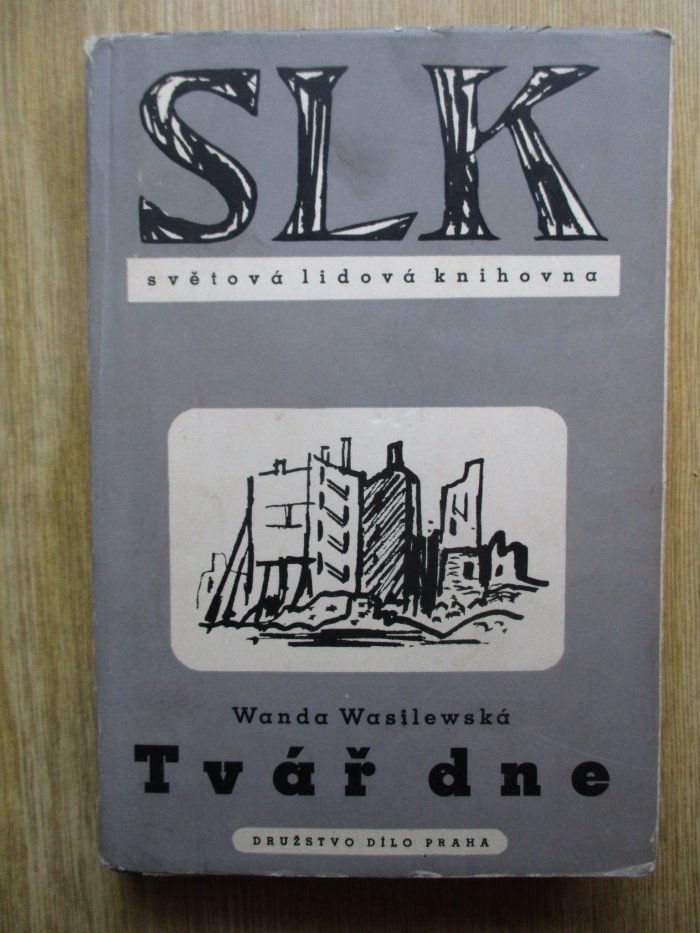 SLK
světová lidová knihovna
Wanda Wasilewská
Tvář dne
DRUŽSTVO DÍLO PRAHA